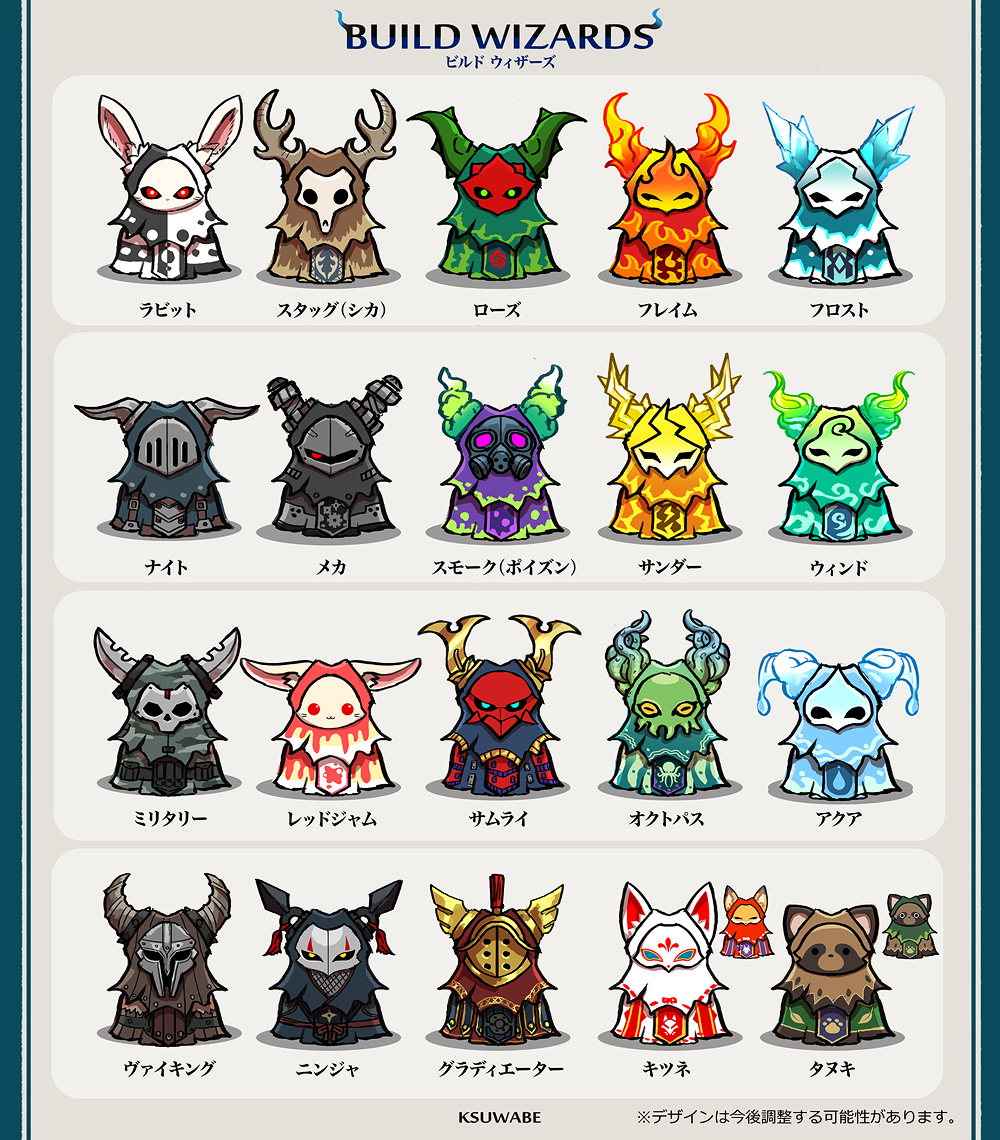 BUILD WIZARDS
ビルド ウィザーズ
ラビット
スタッグ(シカ)
ローズ
フレイム
フロスト
ナイト
メカ
スモーク(ポイズン)
サンダー
ウィンド
ミリタリー
レッドジャム
サムライ
オクトパス
アクア
ヴァイキング
ニンジャ
グラディエーター
キツネ
タヌキ
KSUWABE
※デザインは今後調整する可能性があります。